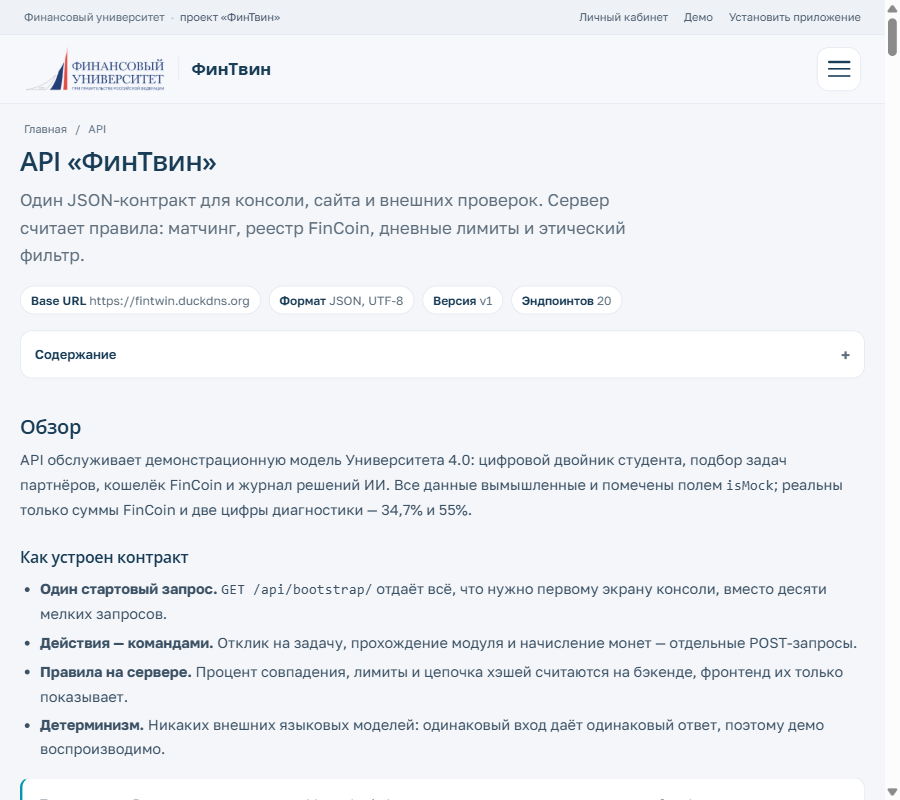 Финансовый университет · проект «ФинТвин»
Личный кабинет Демо Установить приложение
ФИНАНСОВЫЙ
УНИВЕРСИТЕТ
ПРИ ПРАВИТЕЛЬСТВЕ РОССИЙСКОЙ ФЕДЕРАЦИИ
ФинТвин
Главная / API
API «ФинТвин»
Один JSON-контракт для консоли, сайта и внешних проверок. Сервер
считает правила: матчинг, реестр FinCoin, дневные лимиты и этический
фильтр.
Base URL https://fintwin.duckdns.org Формат JSON, UTF-8 Версия v1 Эндпоинтов 20
Содержание +
Обзор
API обслуживает демонстрационную модель Университета 4.0: цифровой двойник студента, подбор задач
партнёров, кошелёк FinCoin и журнал решений ИИ. Все данные вымышленные и помечены полем isMock; реальны
только суммы FinCoin и две цифры диагностики — 34,7% и 55%.
Как устроен контракт
• Один стартовый запрос. GET /api/bootstrap/ отдаёт всё, что нужно первому экрану консоли, вместо десяти
мелких запросов.
• Действия — командами. Отклик на задачу, прохождение модуля и начисление монет — отдельные POST-запросы.
• Правила на сервере. Процент совпадения, лимиты и цепочка хэшей считаются на бэкенде, фронтенд их только
показывает.
• Детерминизм. Никаких внешних языковых моделей: одинаковый вход даёт одинаковый ответ, поэтому демо
воспроизводимо.